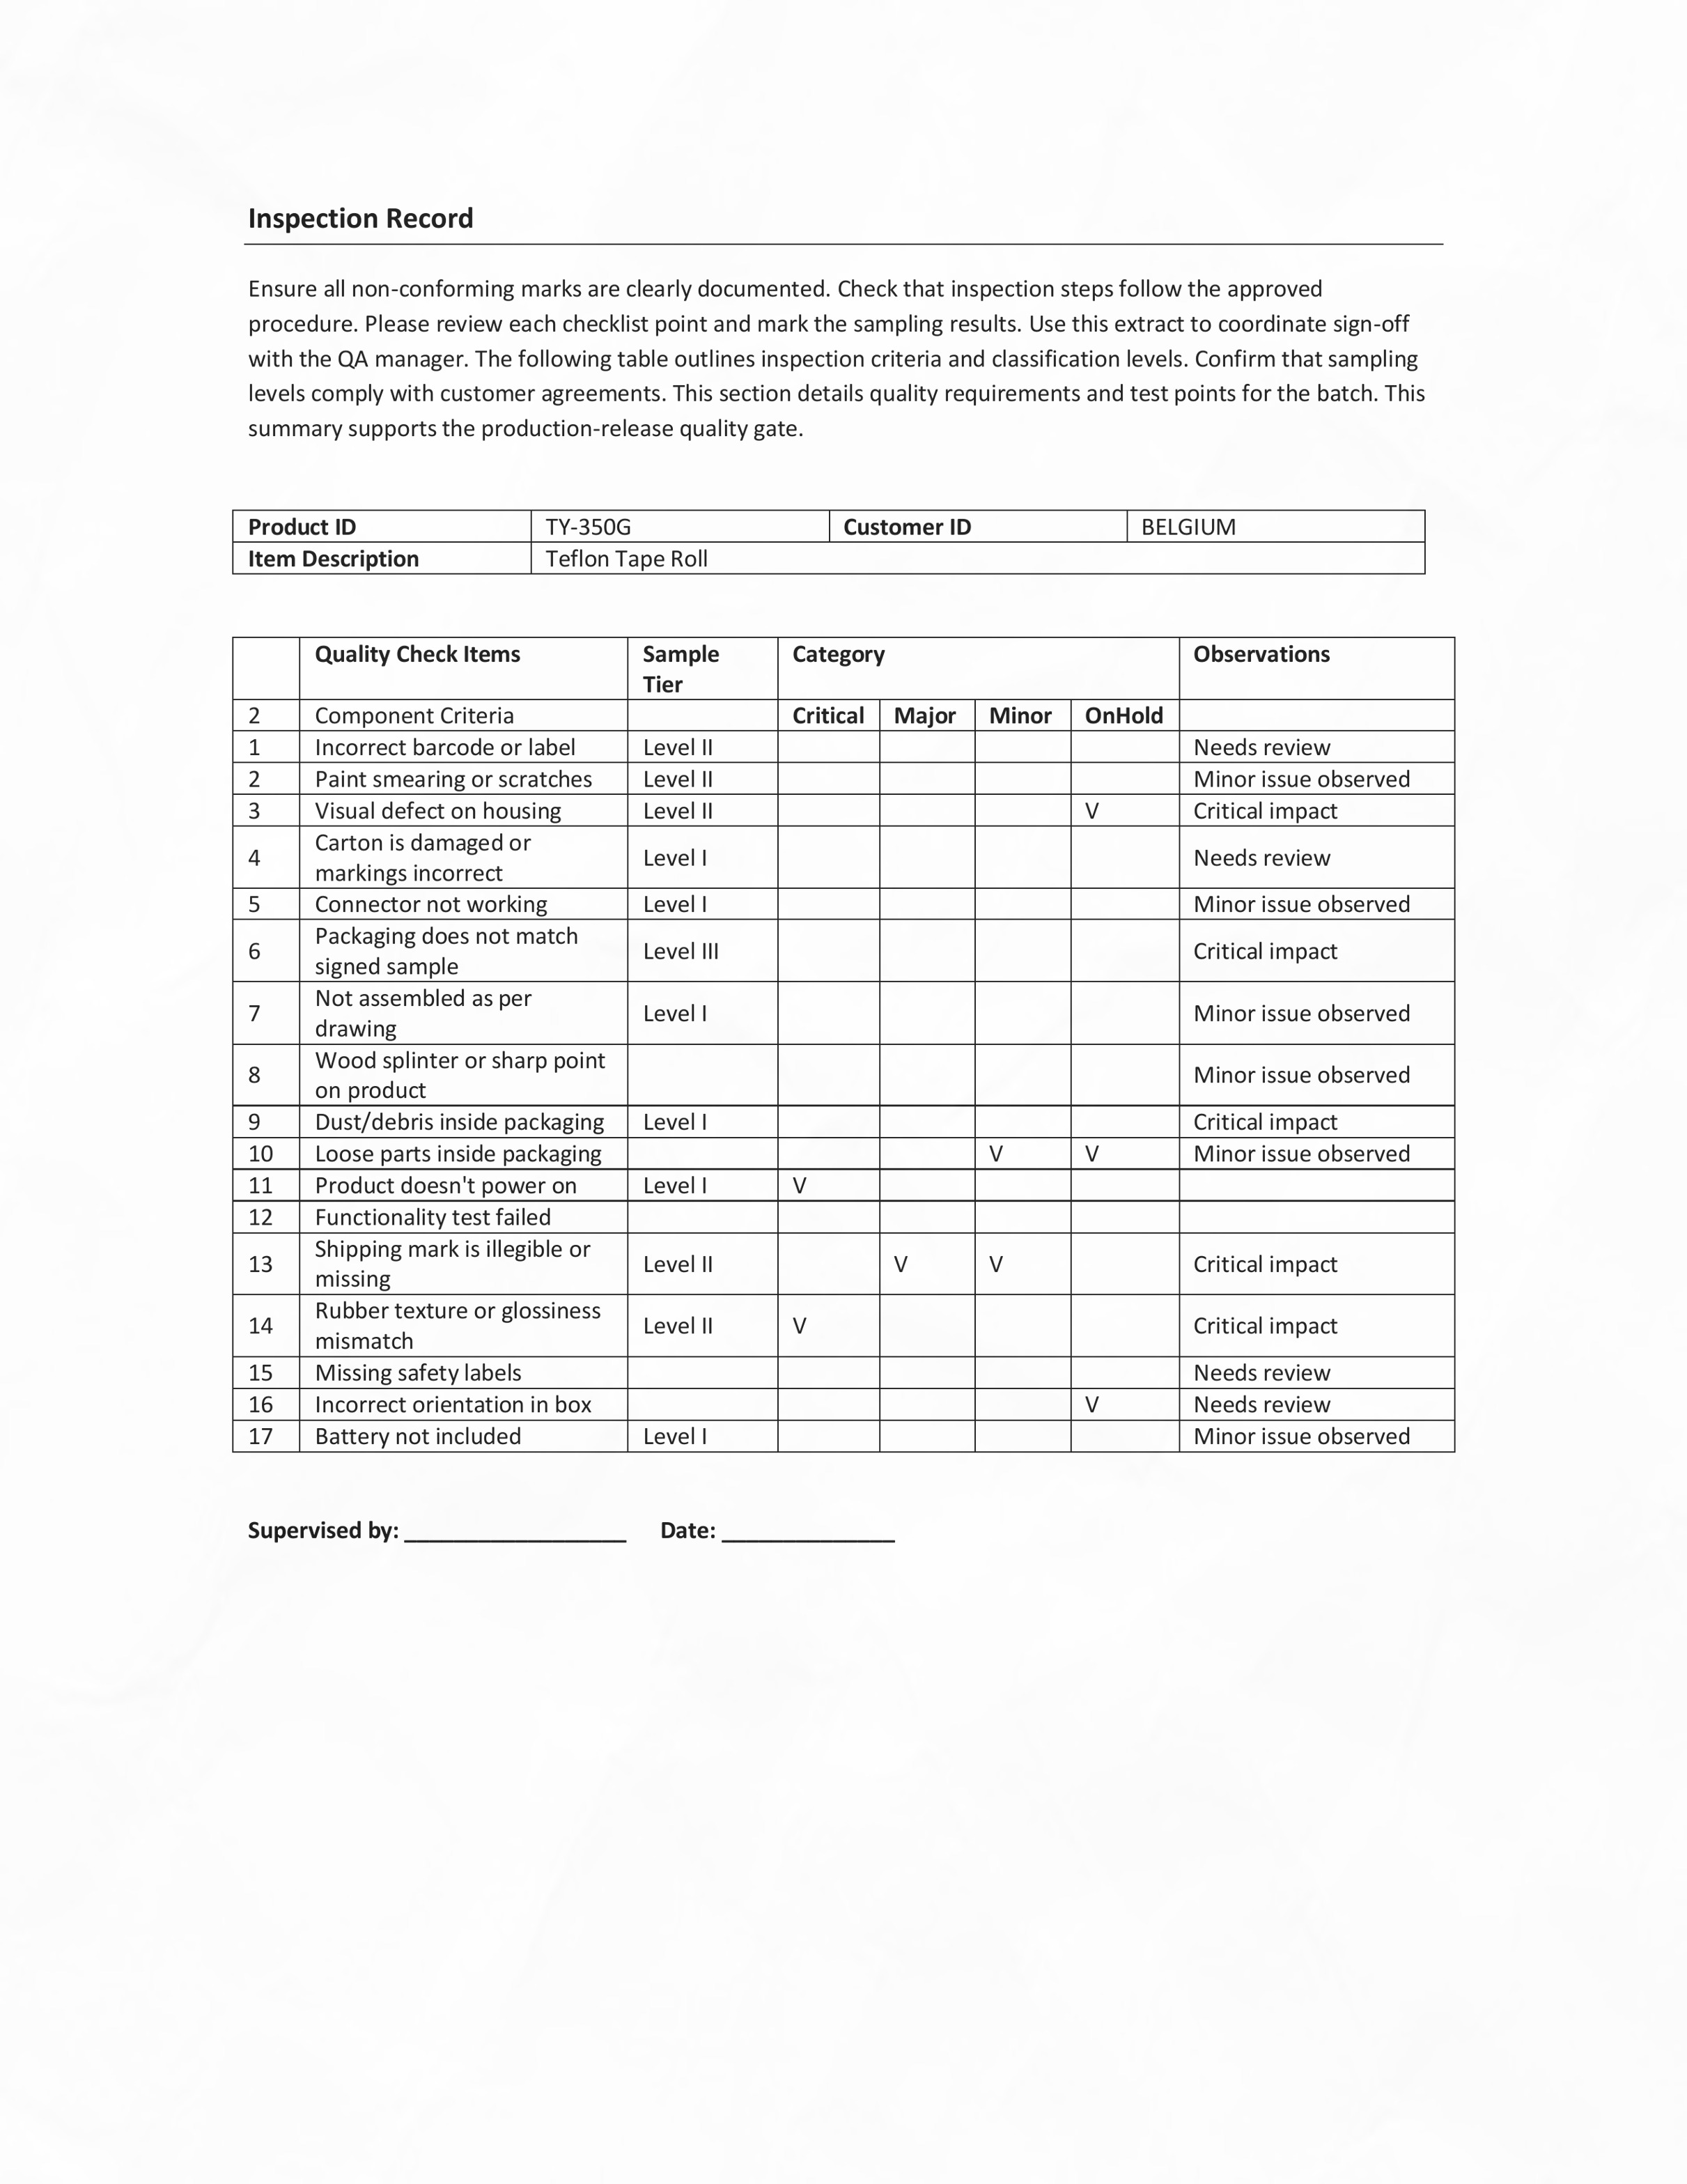 Inspection Record
Ensure all non-conforming marks are clearly documented. Check that inspection steps follow the approved
procedure. Please review each checklist point and mark the sampling results. Use this extract to coordinate sign-off
with the QA manager. The following table outlines inspection criteria and classification levels. Confirm that sampling
levels comply with customer agreements. This section details quality requirements and test points for the batch. This
summary supports the production-release quality gate.
Product ID TY-350G Customer ID BELGIUM
Item Description Teflon Tape Roll
Quality Check Items Sample Category Observations
Tier
2 Component Criteria Critical Major Minor OnHold
1 Incorrect barcode or label Level II Needs review
2 Paint smearing or scratches Level II Minor issue observed
3 Visual defect on housing Level II V Critical impact
Carton is damaged or
4 Level I Needs review
markings incorrect
5 Connector not working Level I Minor issue observed
Packaging does not match
6 Level III Critical impact
signed sample
Not assembled as per
7 Level I Minor issue observed
drawing
Wood splinter or sharp point
8 Minor issue observed
on product
9 Dust/debris inside packaging Level I Critical impact
10 Loose parts inside packaging V V Minor issue observed
11 Product doesn't power on Level I V
12 Functionality test failed
Shipping mark is illegible or
13 Level II V V Critical impact
missing
Rubber texture or glossiness
14 Level II V Critical impact
mismatch
15 Missing safety labels Needs review
16 Incorrect orientation in box V Needs review
17 Battery not included Level I Minor issue observed
Supervised by: __________________ Date: ______________